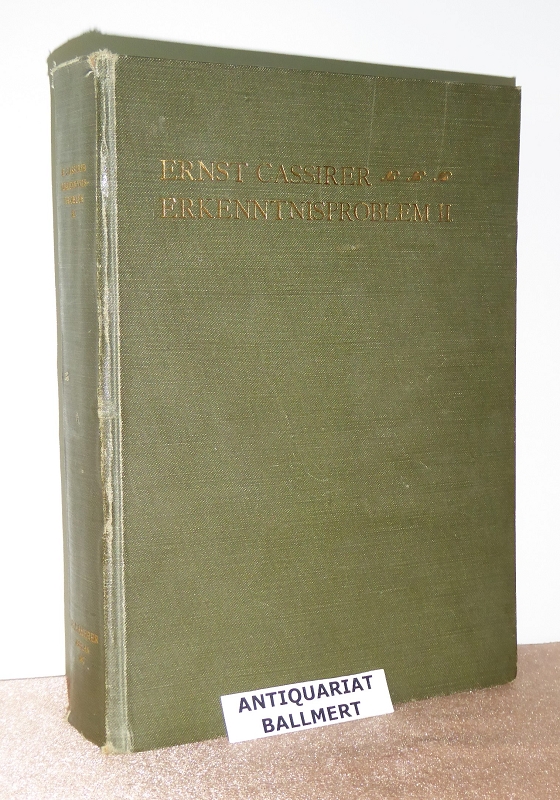 ERNST CASSIRER
ERKENNTNISPROBLEM II.
ANTIQUARIAT
BALLMERT